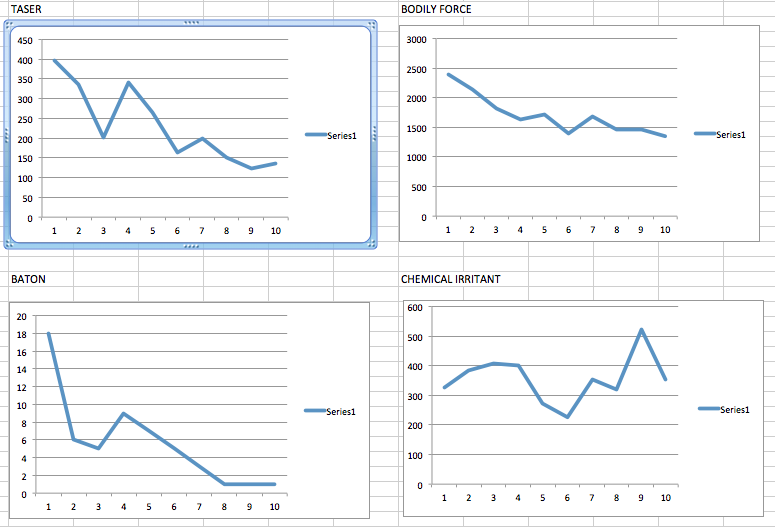 TASER
450
400
350
300
250
200
150
100
50
0
1 2 3 4 5 6 7 8 9 10
Series1
BODILY FORCE
3000
2500
2000
1500
1000
500
0
1 2 3 4 5 6 7 8 9 10
Series1
BATON
20
18
16
14
12
10
8
6
4
2
0
1 2 3 4 5 6 7 8 9 10
Series1
CHEMICAL IRRITANT
600
500
400
300
200
100
0
1 2 3 4 5 6 7 8 9 10
Series1